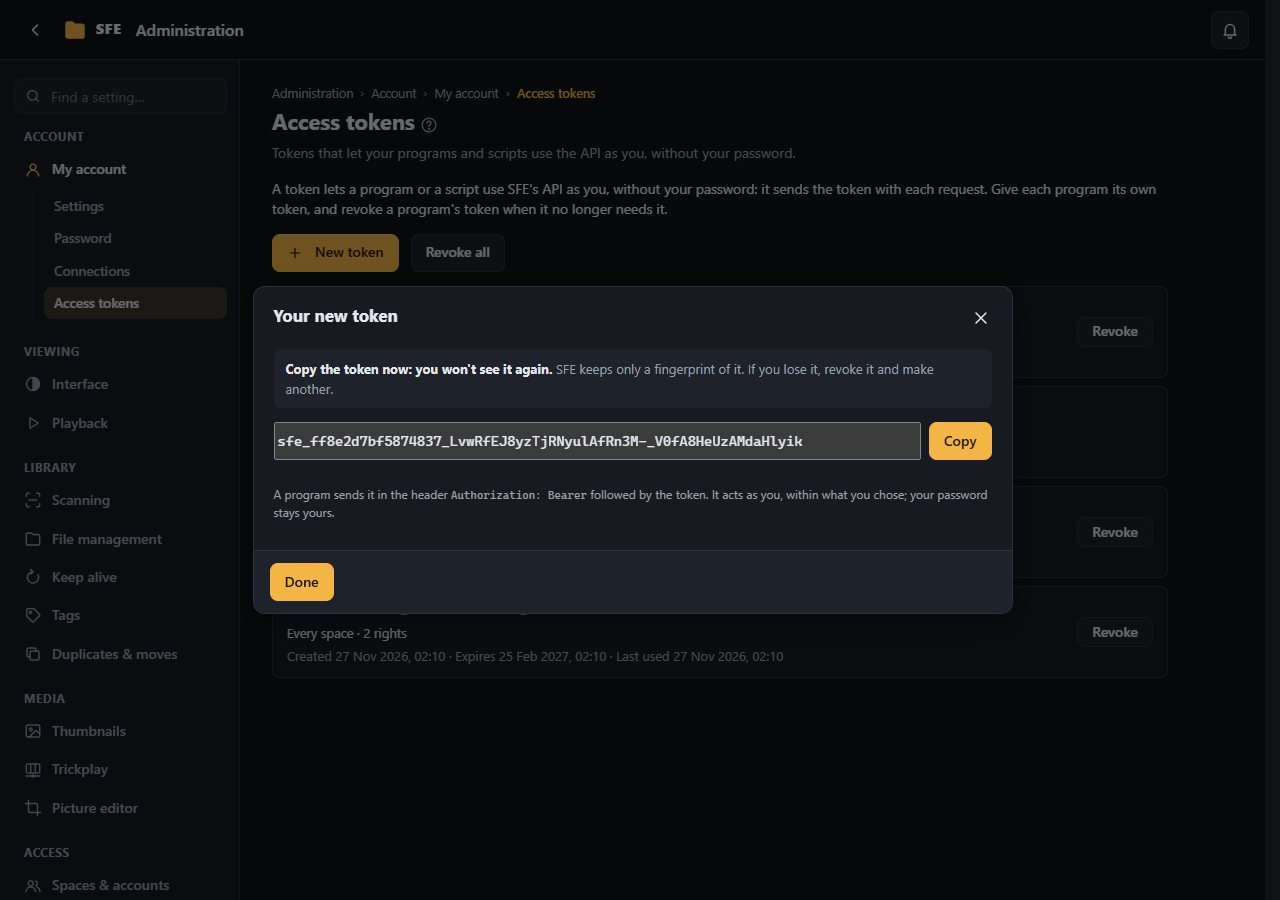 SFE Administration
Find a setting...
ACCOUNT
My account
Settings
Password
Connections
Access tokens
VIEWING
Interface
Playback
LIBRARY
Scanning
File management
Keep alive
Tags
Duplicates & moves
MEDIA
Thumbnails
Trickplay
Picture editor
ACCESS
Spaces & accounts
Administration › Account › My account › Access tokens
Access tokens ?
Tokens that let your programs and scripts use the API as you, without your password.
A token lets a program or a script use SFE's API as you, without your password: it sends the token with each request. Give each program its own
token, and revoke a program's token when it no longer needs it.
+ New token
Revoke all
Revoke
Your new token
Copy the token now: you won't see it again. SFE keeps only a fingerprint of it. If you lose it, revoke it and make
another.
sfe_ff8e2d7bf5874837_LvwRfEJ8yzTjRNyulAfRn3M-_V0fA8HeUzAMdaHlyik
Copy
A program sends it in the header Authorization: Bearer followed by the token. It acts as you, within what you chose; your password
stays yours.
Done
Revoke
Every space · 2 rights
Created 27 Nov 2026, 02:10 · Expires 25 Feb 2027, 02:10 · Last used 27 Nov 2026, 02:10
Revoke